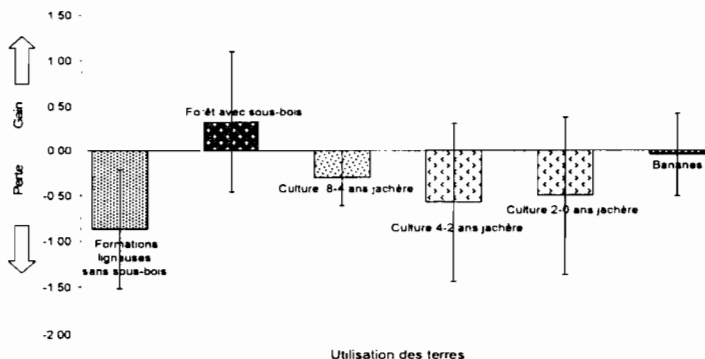 1 50
1 00
0 50
0 00
-0 50
-1 00
-1 50
-2 00
Gain
Perte
Forêt avec sous-bois
Formations
ligneuses
sans sous-bois
Culture 8-4 ans jachère
Culture 4-2 ans jachère
Culture 2-0 ans jachère
Bananes
Utilisation des terres